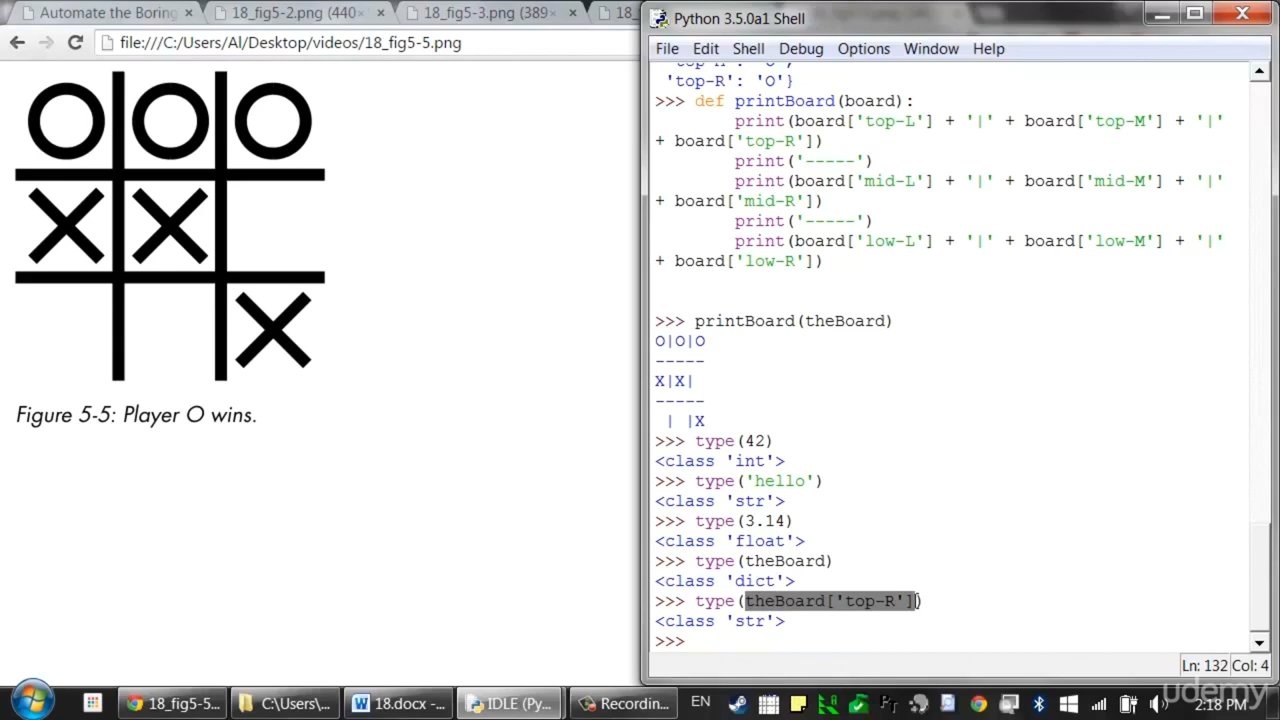 Automate the Boring
18_fig5-2.png (440×
18_fig5-3.png (389×
18_
file:///C:/Users/Al/Desktop/videos/18_fig5-5.png
Figure 5-5: Player O wins.
Python 3.5.0a1 Shell
File Edit Shell Debug Options Window Help
'top-R': 'O'}
>>> def printBoard(board):
print(board['top-L'] + '|' + board['top-M'] + '|'
+ board['top-R'])
print('-----')
print(board['mid-L'] + '|' + board['mid-M'] + '|'
+ board['mid-R'])
print('-----')
print(board['low-L'] + '|' + board['low-M'] + '|'
+ board['low-R'])
>>> printBoard(theBoard)
O|O|O
-----
X|X|
-----
| |X
>>> type(42)
<class 'int'>
>>> type('hello')
<class 'str'>
>>> type(3.14)
<class 'float'>
>>> type(theBoard)
<class 'dict'>
>>> type(theBoard['top-R'])
<class 'str'>
>>>
Ln: 132 Col: 4
18_fig5-5...
C:\Users\...
18.docx -...
IDLE (Py...
Recordin...
EN
2:18 PM
udemy